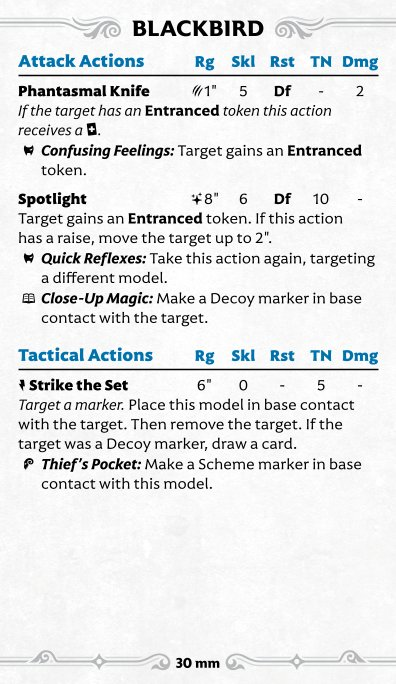 BLACKBIRD
Attack Actions Rg Skl Rst TN Dmg
Phantasmal Knife 1" 5 Df - 2
If the target has an Entranced token this action
receives a .
Confusing Feelings: Target gains an Entranced
token.
Spotlight 8" 6 Df 10 -
Target gains an Entranced token. If this action
has a raise, move the target up to 2".
Quick Reflexes: Take this action again, targeting
a different model.
Close-Up Magic: Make a Decoy marker in base
contact with the target.
Tactical Actions Rg Skl Rst TN Dmg
Strike the Set 6" 0 - 5 -
Target a marker. Place this model in base contact
with the target. Then remove the target. If the
target was a Decoy marker, draw a card.
Thief's Pocket: Make a Scheme marker in base
contact with this model.
30 mm